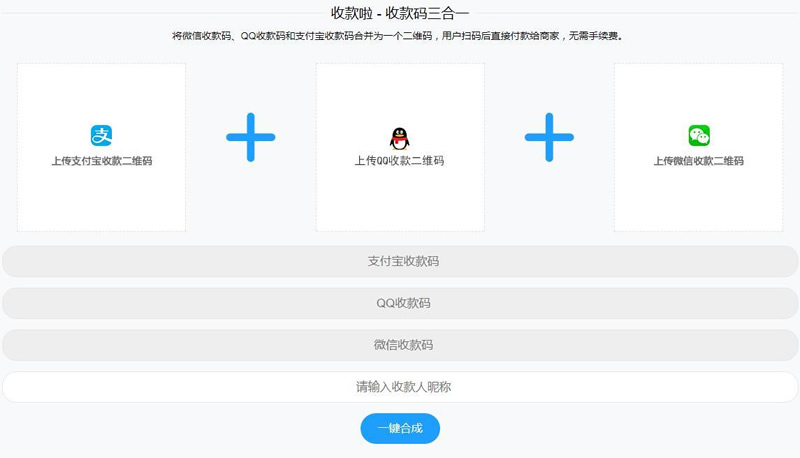 收款啦 - 收款码三合一
将微信收款码、QQ收款码和支付宝收款码合并为一个二维码，用户扫码后直接付款给商家，无需手续费。
支
上传支付宝收款二维码
上传QQ收款二维码
上传微信收款二维码
支付宝收款码
QQ收款码
微信收款码
请输入收款人昵称
一键合成